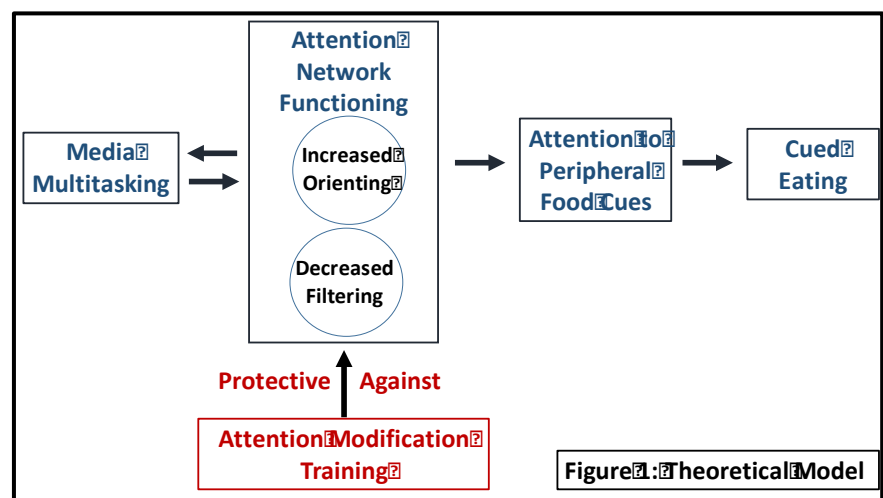 Attention
Network
Functioning
Increased
Orienting
Decreased
Filtering
Media
Multitasking
Attention to
Peripheral
Food Cues
Cued
Eating
Protective Against
Attention Modification
Training
Figure 1: Theoretical Model